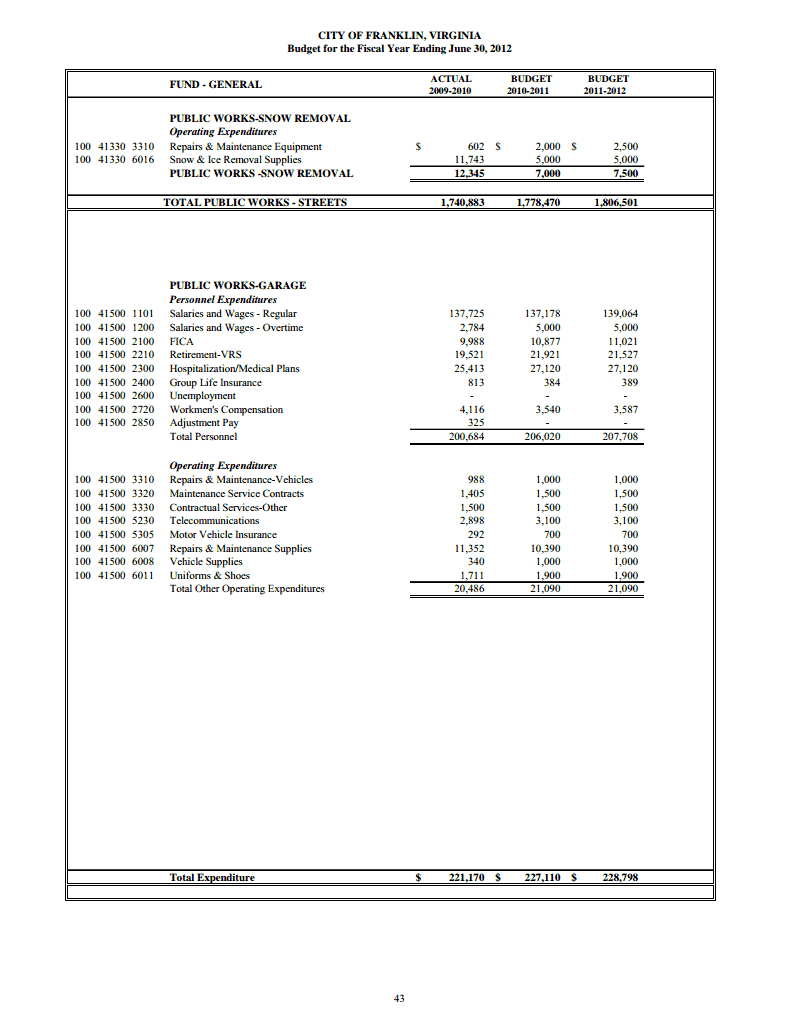 CITY OF FRANKLIN, VIRGINIA
Budget for the Fiscal Year Ending June 30, 2012
FUND - GENERAL ACTUAL 2009-2010 BUDGET 2010-2011 BUDGET 2011-2012
PUBLIC WORKS-SNOW REMOVAL
Operating Expenditures
100 41330 3310 Repairs & Maintenance Equipment $ 602 $ 2,000 $ 2,500
100 41330 6016 Snow & Ice Removal Supplies 11,743 5,000 5,000
PUBLIC WORKS -SNOW REMOVAL 12,345 7,000 7,500
TOTAL PUBLIC WORKS - STREETS 1,740,883 1,778,470 1,806,501
PUBLIC WORKS-GARAGE
Personnel Expenditures
100 41500 1101 Salaries and Wages - Regular 137,725 137,178 139,064
100 41500 1200 Salaries and Wages - Overtime 2,784 5,000 5,000
100 41500 2100 FICA 9,988 10,877 11,021
100 41500 2210 Retirement-VRS 19,521 21,921 21,527
100 41500 2300 Hospitalization/Medical Plans 25,413 27,120 27,120
100 41500 2400 Group Life Insurance 813 384 389
100 41500 2600 Unemployment - - -
100 41500 2720 Workmen's Compensation 4,116 3,540 3,587
100 41500 2850 Adjustment Pay 325 - -
Total Personnel 200,684 206,020 207,708
Operating Expenditures
100 41500 3310 Repairs & Maintenance-Vehicles 988 1,000 1,000
100 41500 3320 Maintenance Service Contracts 1,405 1,500 1,500
100 41500 3330 Contractual Services-Other 1,500 1,500 1,500
100 41500 5230 Telecommunications 2,898 3,100 3,100
100 41500 5305 Motor Vehicle Insurance 292 700 700
100 41500 6007 Repairs & Maintenance Supplies 11,352 10,390 10,390
100 41500 6008 Vehicle Supplies 340 1,000 1,000
100 41500 6011 Uniforms & Shoes 1,711 1,900 1,900
Total Other Operating Expenditures 20,486 21,090 21,090
Total Expenditure $ 221,170 $ 227,110 $ 228,798
43